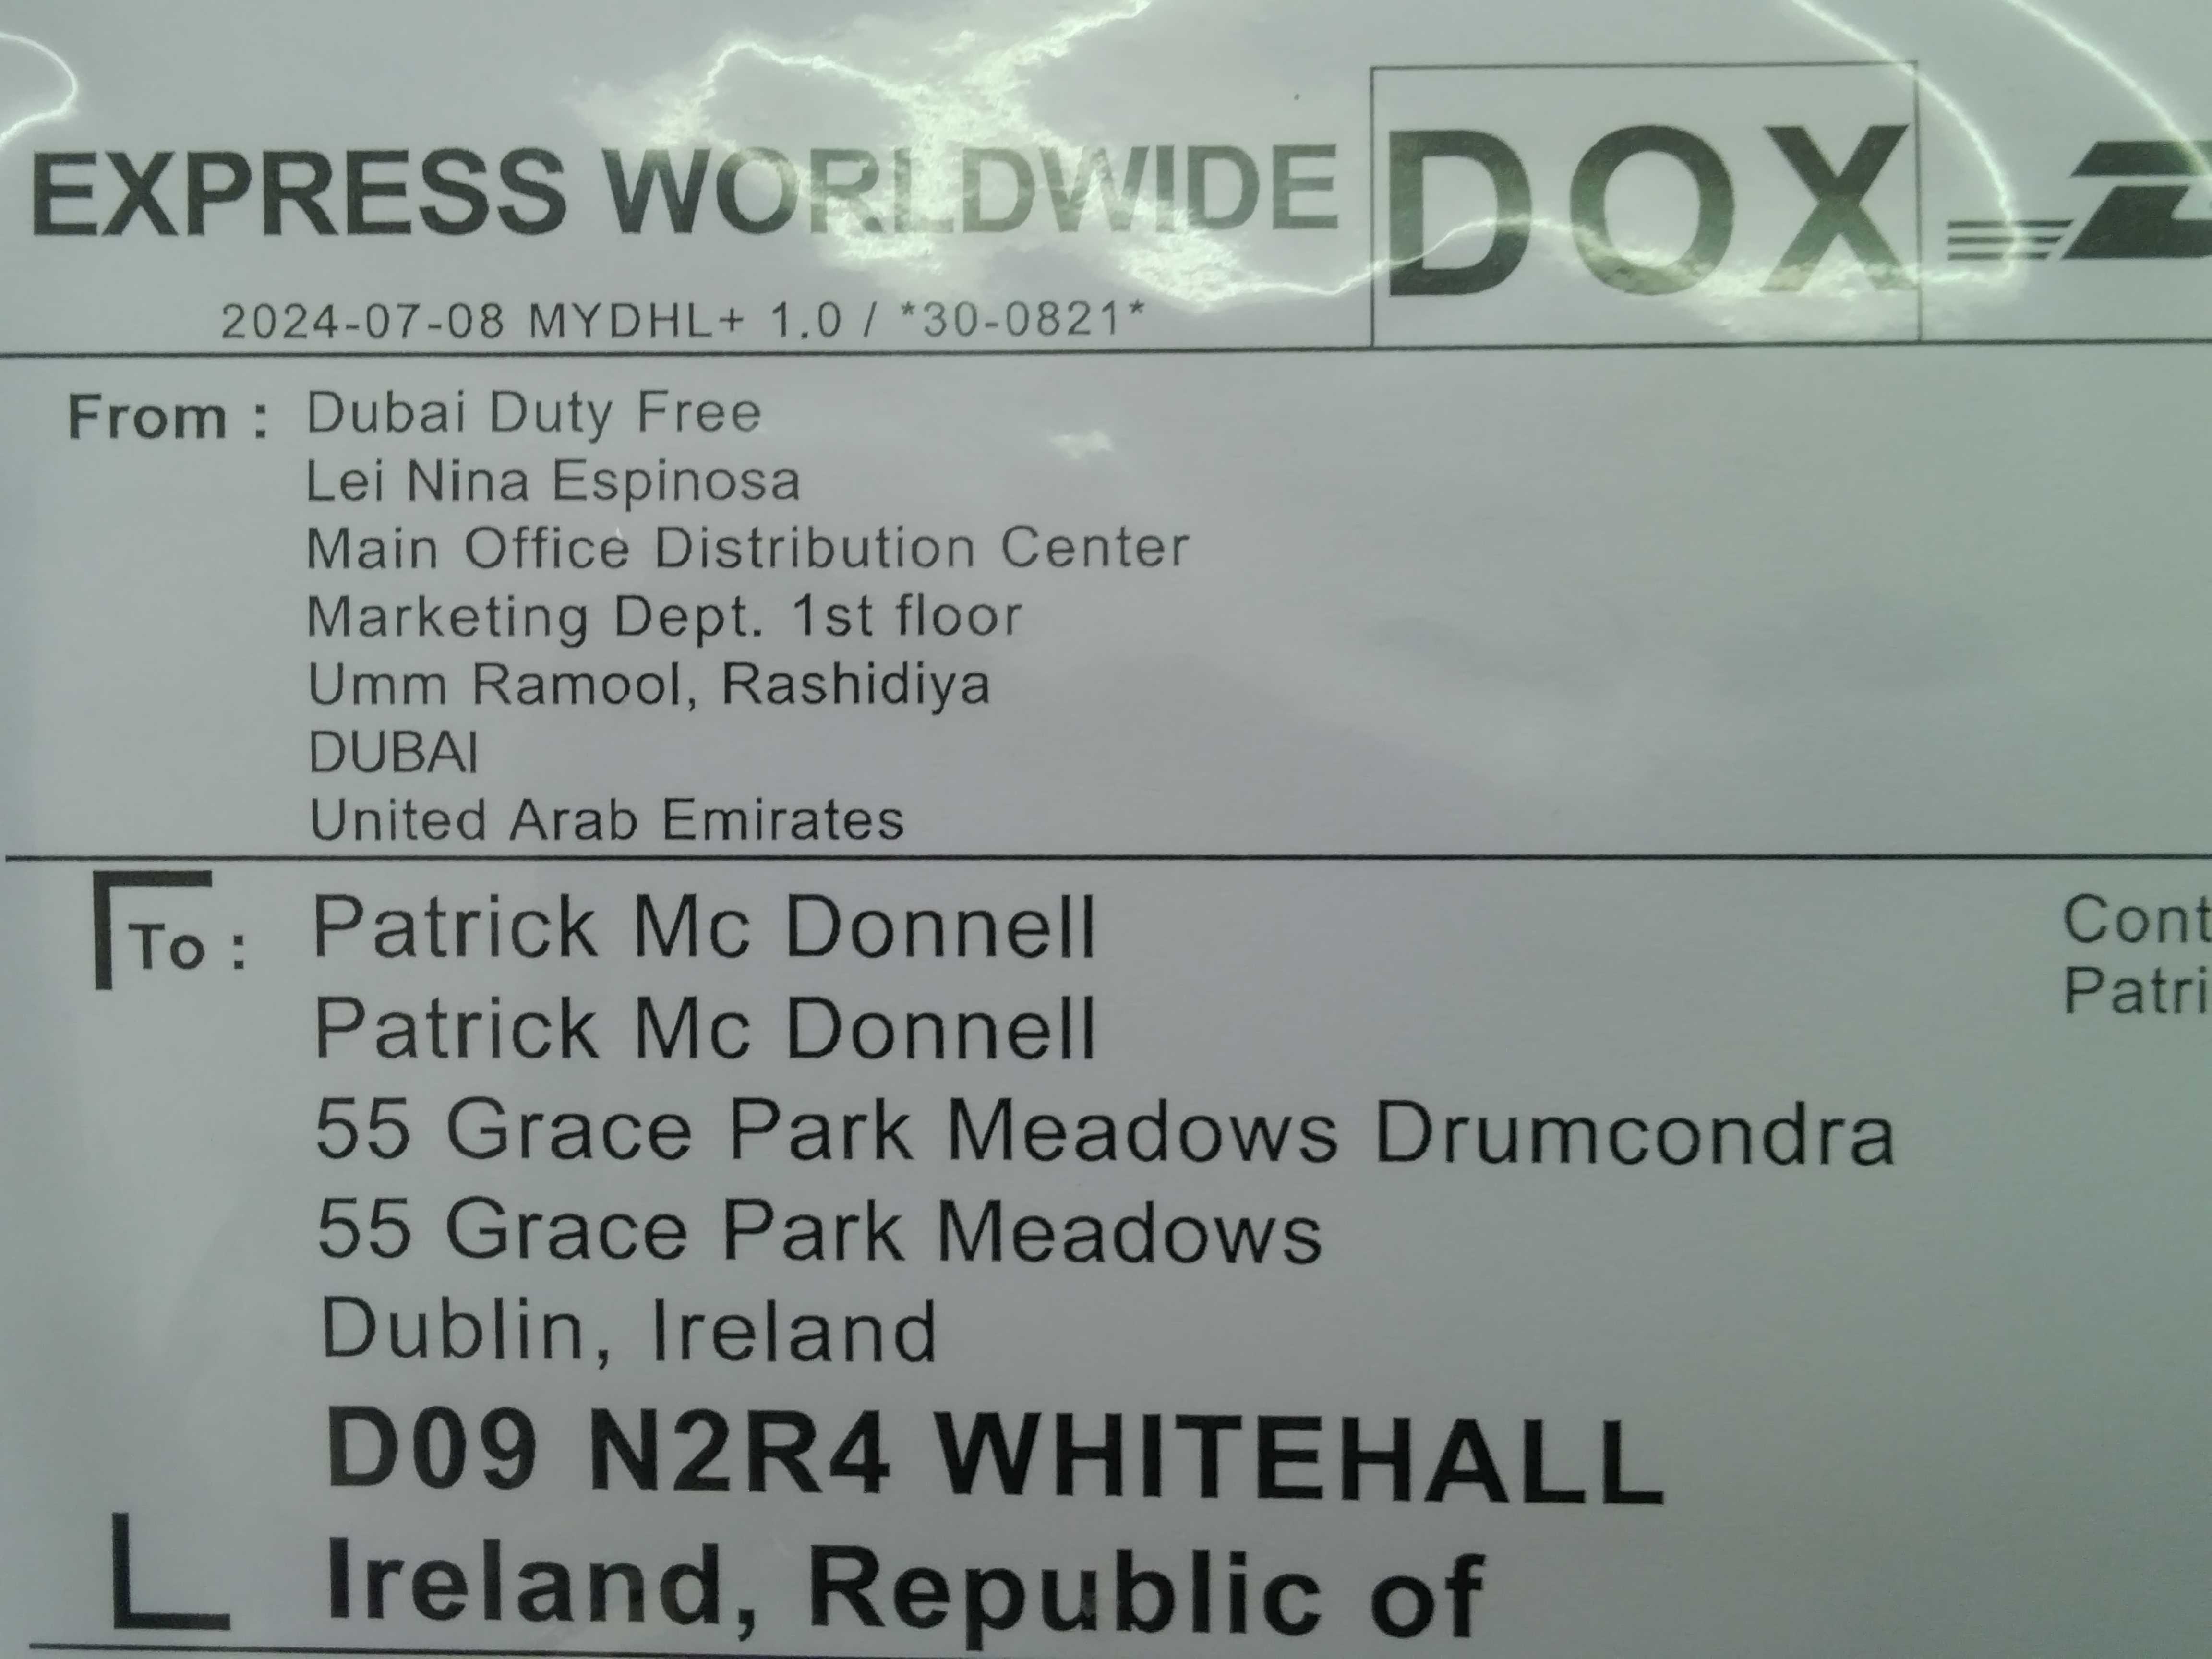 EXPRESS WORLDWIDE DOX
2024-07-08 MYDHL+ 1.0 / *30-0821*
From : Dubai Duty Free
Lei Nina Espinosa
Main Office Distribution Center
Marketing Dept. 1st floor
Umm Ramool, Rashidiya
DUBAI
United Arab Emirates
To : Patrick Mc Donnell
Patrick Mc Donnell
55 Grace Park Meadows Drumcondra
55 Grace Park Meadows
Dublin, Ireland
D09 N2R4 WHITEHALL
Ireland, Republic of